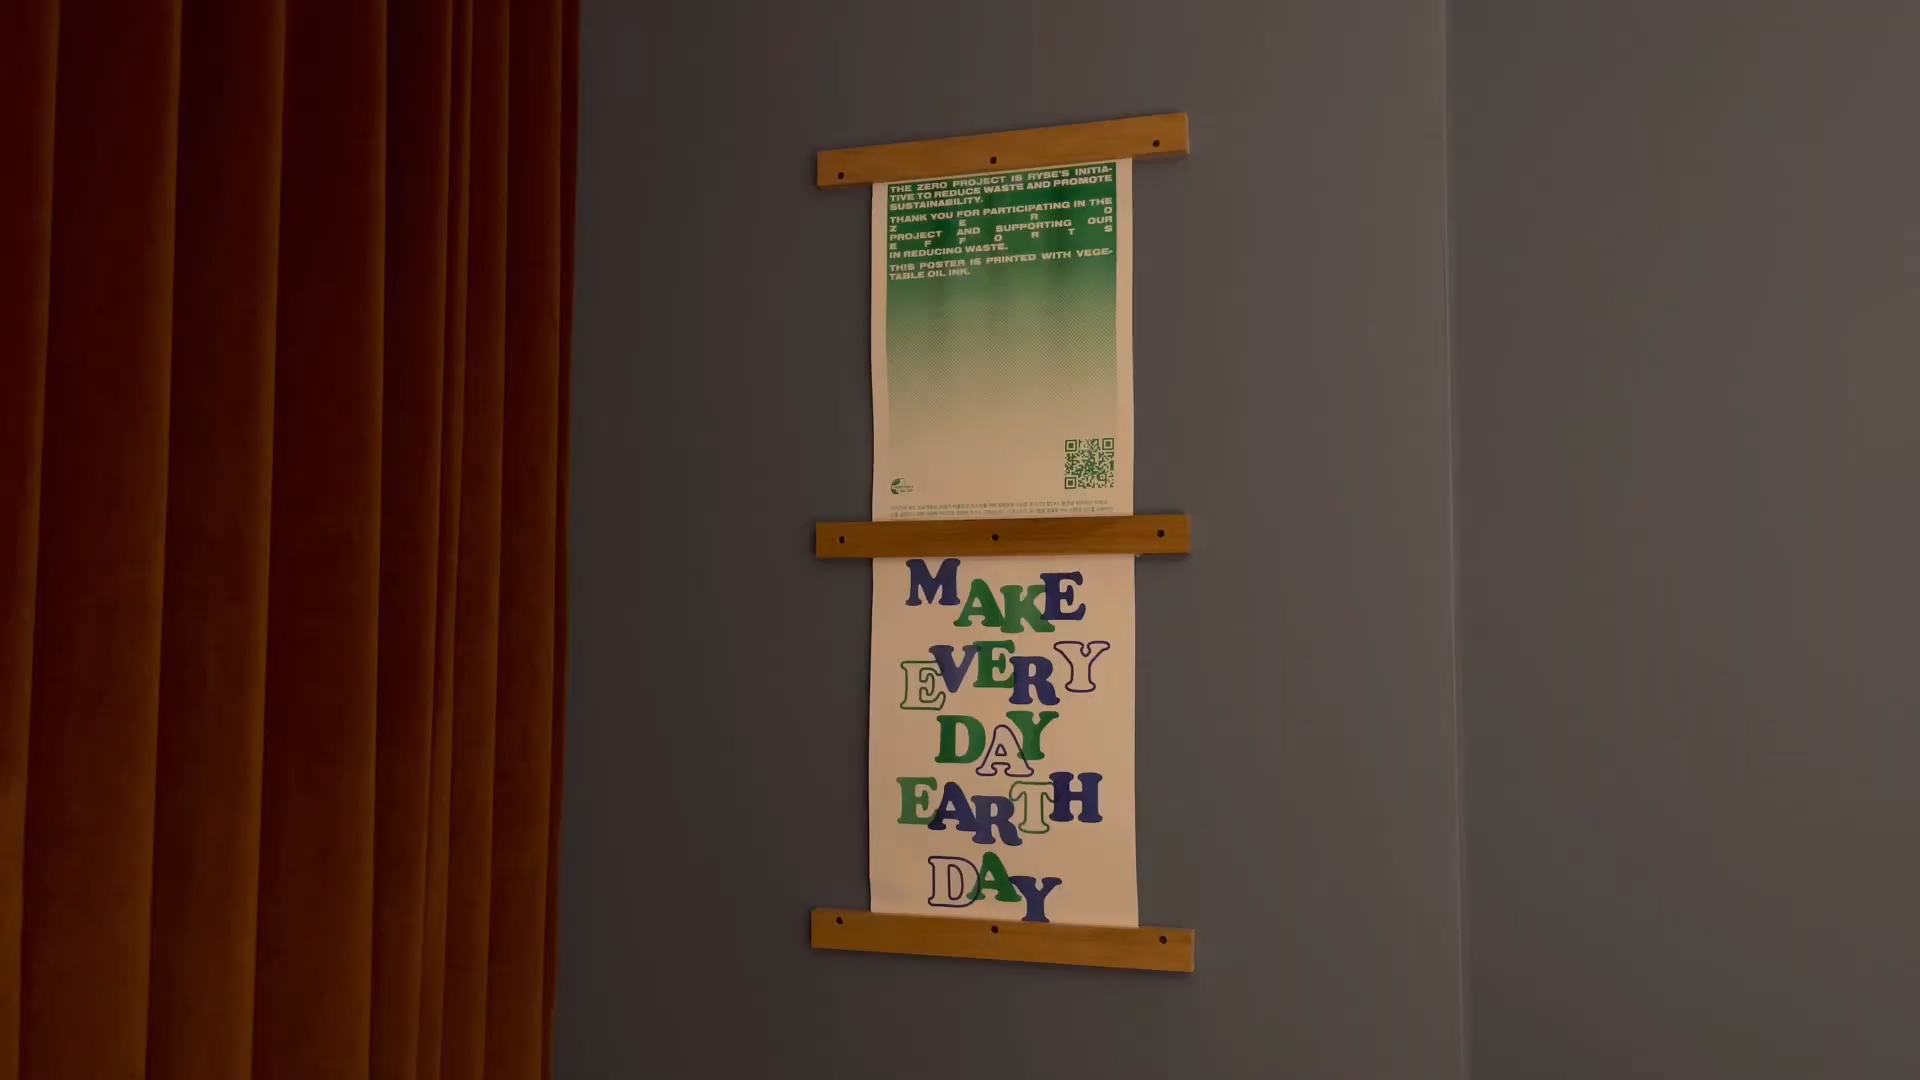 THE ZERO PROJECT IS RYSE'S INITIA-
TIVE TO REDUCE WASTE AND PROMOTE
SUSTAINABILITY.
THANK YOU FOR PARTICIPATING IN THE
Z E R O
PROJECT AND SUPPORTING OUR
E F F O R T S
IN REDUCING WASTE.
THIS POSTER IS PRINTED WITH VEGE-
TABLE OIL INK.
MAKE
EVERY
DAY
EARTH
DAY